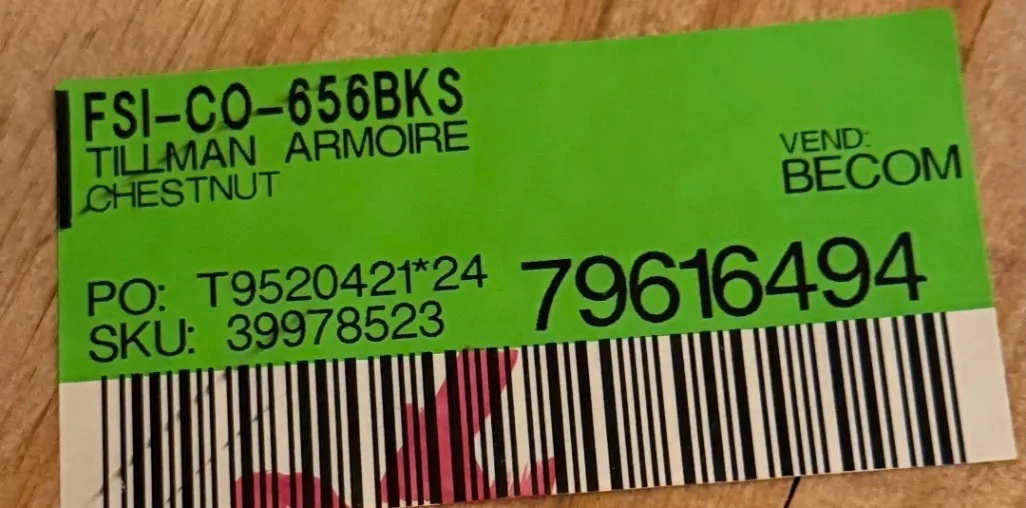 FSI-CO-656BKS
TILLMAN ARMOIRE
CHESTNUT
VEND:
BECOM
PO: T9520421*24
SKU: 39978523
79616494